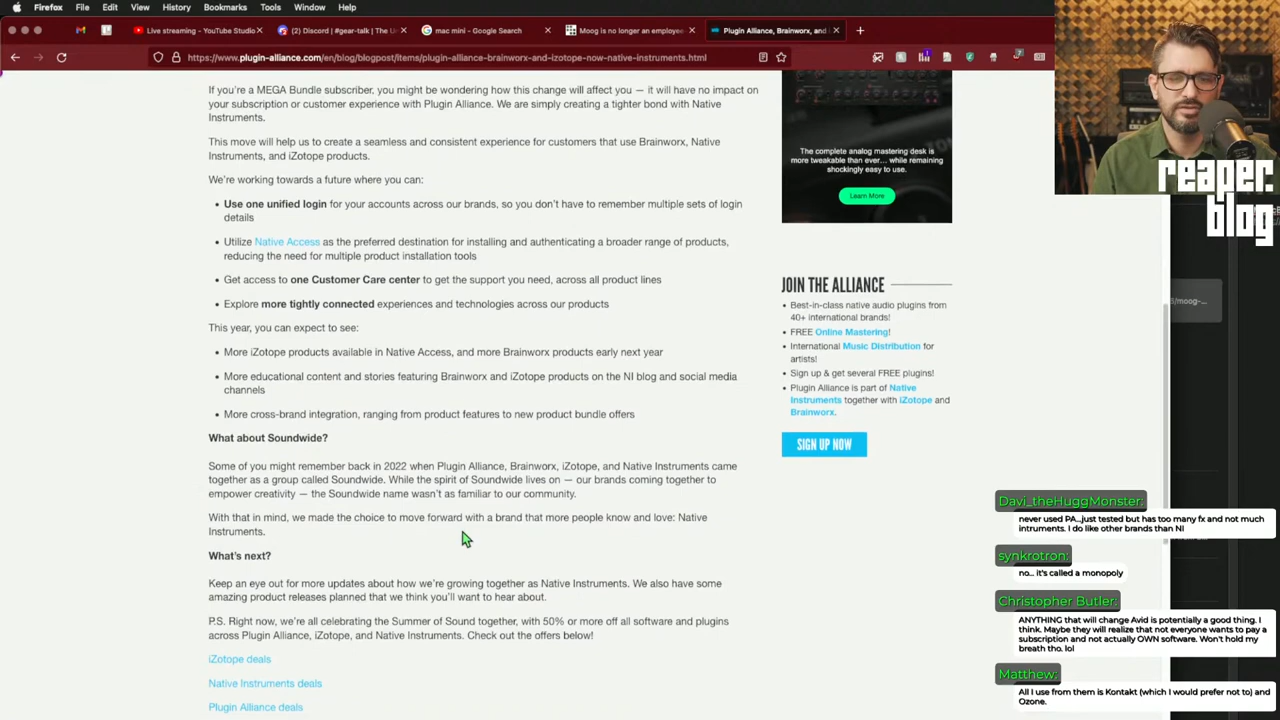 Firefox File Edit View History Bookmarks Tools Window Help
Live streaming - YouTube Studio
(2) Discord | #gear-talk | The U
mac mini - Google Search
Moog is no longer an employee
Plugin Alliance, Brainworx, and
https://www.plugin-alliance.com/en/blog/blogpost/items/plugin-alliance-brainworx-and-izotope-now-native-instruments.html
If you're a MEGA Bundle subscriber, you might be wondering how this change will affect you — it will have no impact on
your subscription or customer experience with Plugin Alliance. We are simply creating a tighter bond with Native
Instruments.
This move will help us to create a seamless and consistent experience for customers that use Brainworx, Native
Instruments, and iZotope products.
We're working towards a future where you can:
• Use one unified login for your accounts across our brands, so you don't have to remember multiple sets of login
details
• Utilize Native Access as the preferred destination for installing and authenticating a broader range of products,
reducing the need for multiple product installation tools
• Get access to one Customer Care center to get the support you need, across all product lines
• Explore more tightly connected experiences and technologies across our products
This year, you can expect to see:
• More iZotope products available in Native Access, and more Brainworx products early next year
• More educational content and stories featuring Brainworx and iZotope products on the NI blog and social media
channels
• More cross-brand integration, ranging from product features to new product bundle offers
What about Soundwide?
Some of you might remember back in 2022 when Plugin Alliance, Brainworx, iZotope, and Native Instruments came
together as a group called Soundwide. While the spirit of Soundwide lives on — our brands coming together to
empower creativity — the Soundwide name wasn't as familiar to our community.
With that in mind, we made the choice to move forward with a brand that more people know and love: Native
Instruments.
What's next?
Keep an eye out for more updates about how we're growing together as Native Instruments. We also have some
amazing product releases planned that we think you'll want to hear about.
P.S. Right now, we're all celebrating the Summer of Sound together, with 50% or more off all software and plugins
across Plugin Alliance, iZotope, and Native Instruments. Check out the offers below!
iZotope deals
Native Instruments deals
Plugin Alliance deals
The complete analog mastering desk is
more tweakable than ever... while remaining
shockingly easy to use.
Learn More
JOIN THE ALLIANCE
• Best-in-class native audio plugins from
40+ international brands!
• FREE Online Mastering!
• International Music Distribution for
artists!
• Sign up & get several FREE plugins!
• Plugin Alliance is part of Native
Instruments together with iZotope and
Brainworx.
SIGN UP NOW
reaper.
blog
/moog-...
Davi_theHuggMonster:
never used PA...just tested but has too many fx and not much
intruments. I do like other brands than NI
synkrotron:
no... it's called a monopoly
Christopher Butler:
ANYTHING that will change Avid is potentially a good thing. I
think. Maybe they will realize that not everyone wants to pay a
subscription and not actually OWN software. Won't hold my
breath tho. lol
Matthew:
All I use from them is Kontakt (which I would prefer not to) and
Ozone.